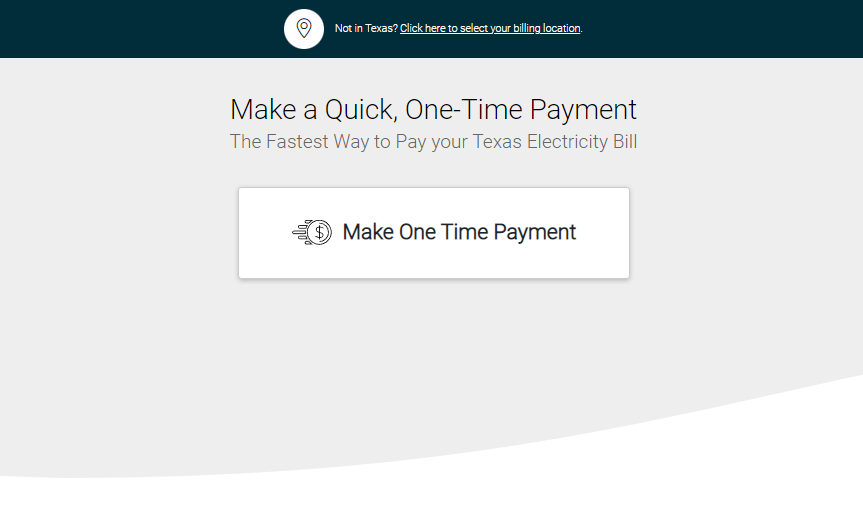 Not in Texas? Click here to select your billing location.
Make a Quick, One-Time Payment
The Fastest Way to Pay your Texas Electricity Bill
$ Make One Time Payment